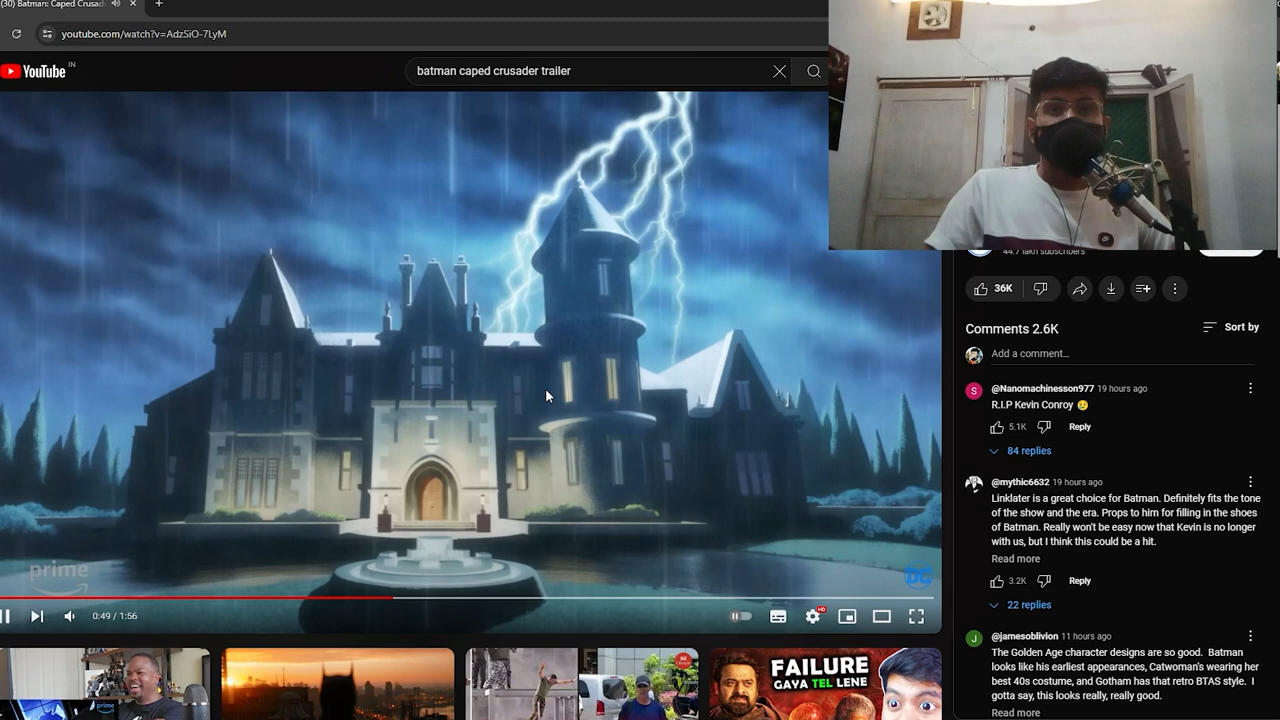 (30) Batman: Caped Crusad
youtube.com/watch?v=AdzSiO-7LyM
YouTube IN
batman caped crusader trailer
prime
DC
0:49 / 1:56
HD
44.7 lakh subscribers
36K
Comments 2.6K
Sort by
Add a comment...
S
@Nanomachinesson977 19 hours ago
R.I.P Kevin Conroy 😢
5.1K
Reply
84 replies
@mythic6632 19 hours ago
Linklater is a great choice for Batman. Definitely fits the tone
of the show and the era. Props to him for filling in the shoes
of Batman. Really won't be easy now that Kevin is no longer
with us, but I think this could be a hit.
Read more
3.2K
Reply
22 replies
J
@jamesoblivion 11 hours ago
The Golden Age character designs are so good. Batman
looks like his earliest appearances, Catwoman's wearing her
best 40s costume, and Gotham has that retro BTAS style. I
gotta say, this looks really, really good.
Read more
prime
FAILURE
GAYA TEL LENE